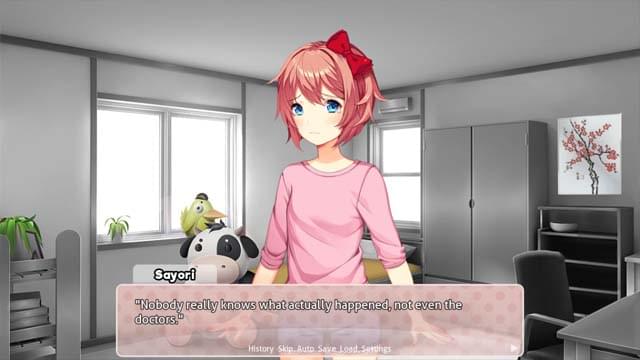 Sayori
"Nobody really knows what actually happened, not even the
doctors."
History Skip Auto Save Load Settings